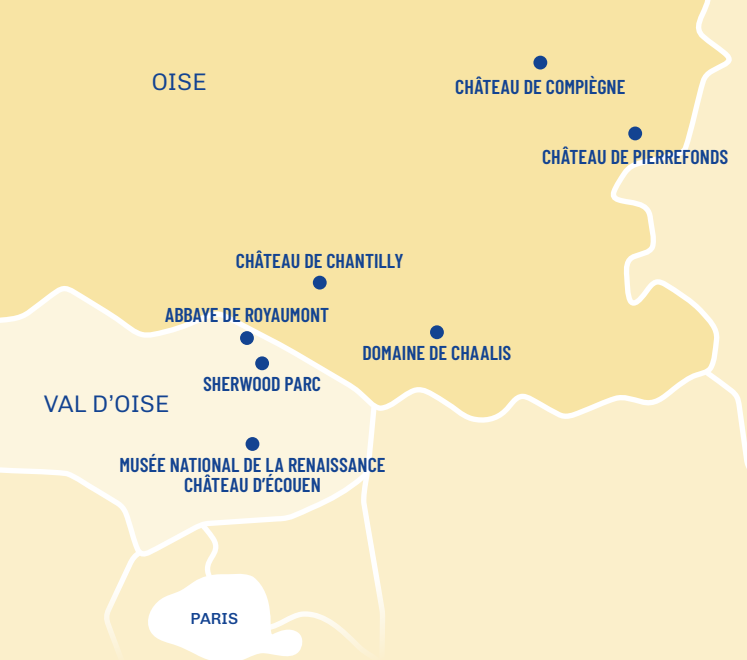 OISE
CHÂTEAU DE COMPIÈGNE
CHÂTEAU DE PIERREFONDS
CHÂTEAU DE CHANTILLY
ABBAYE DE ROYAUMONT
DOMAINE DE CHAALIS
SHERWOOD PARC
VAL D’OISE
MUSÉE NATIONAL DE LA RENAISSANCE
CHÂTEAU D’ÉCOUEN
PARIS